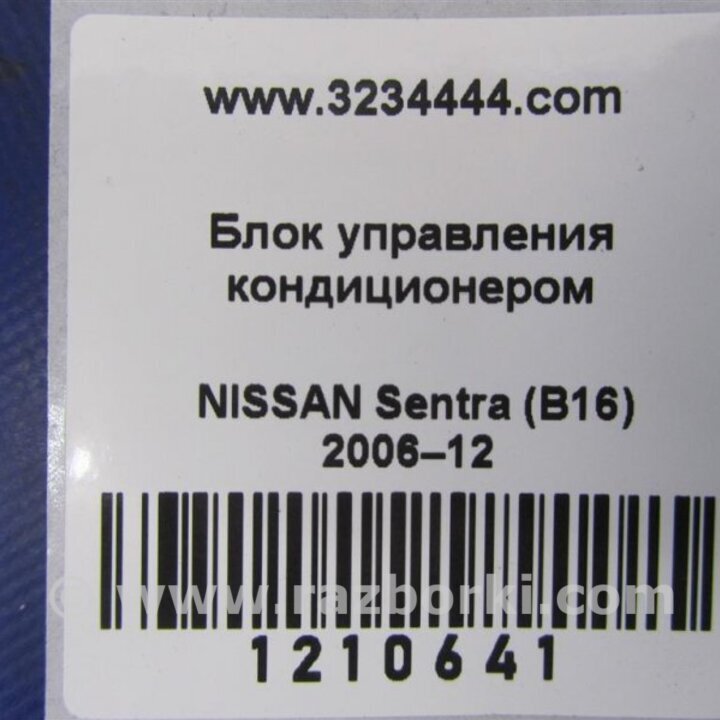 www.3234444.com
Блок управления
кондиционером
NISSAN Sentra (B16)
2006–12
© www.razborki.com
1210641